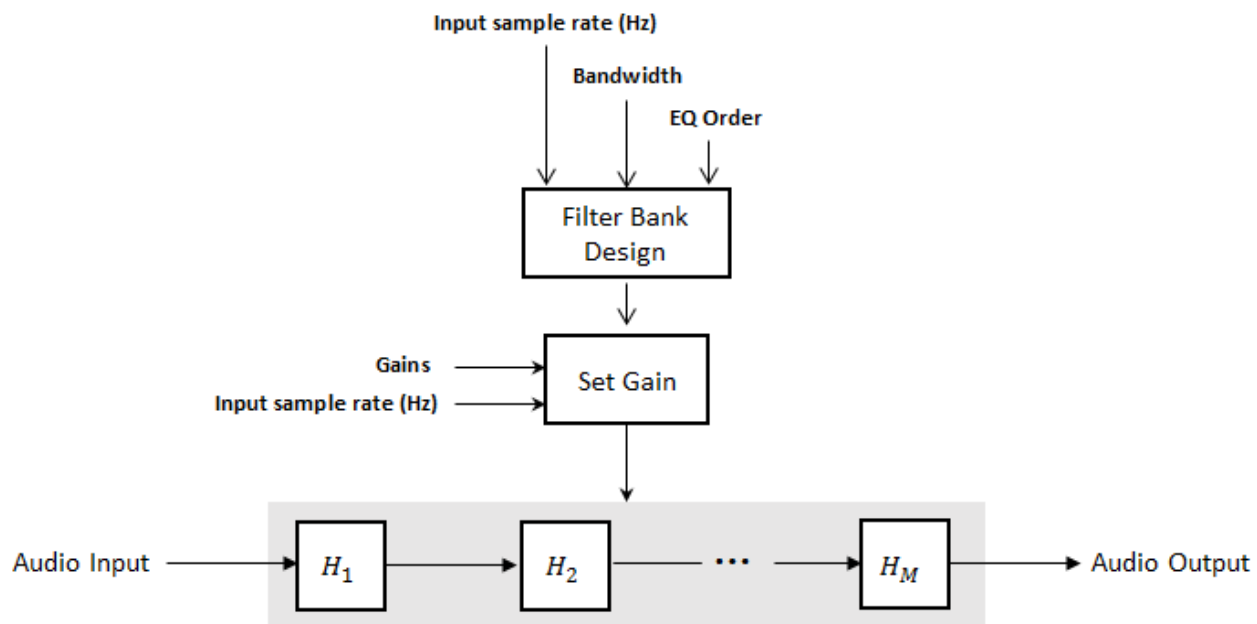 Input sample rate (Hz)
Bandwidth
EQ Order
Filter Bank
Design
Gains
Input sample rate (Hz)
Set Gain
Audio Input
H₁
H₂
•••
H_M
Audio Output